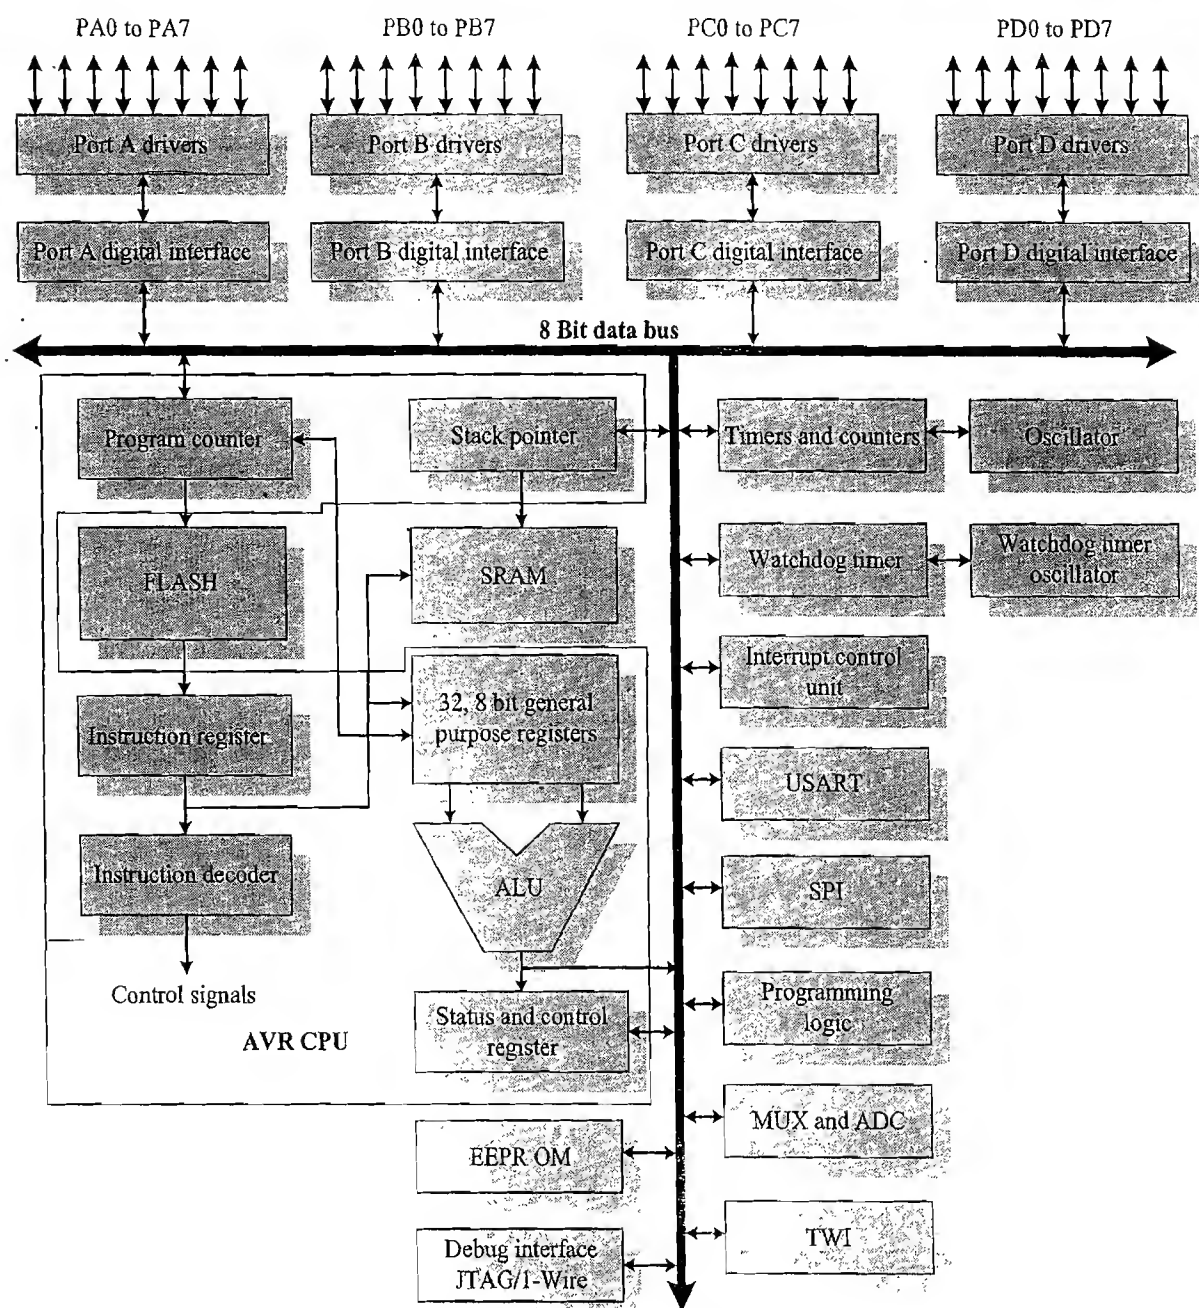 PA0 to PA7
PB0 to PB7
PC0 to PC7
PD0 to PD7
Port A drivers
Port B drivers
Port C drivers
Port D drivers
Port A digital interface
Port B digital interface
Port C digital interface
Port D digital interface
8 Bit data bus
Program counter
Stack pointer
Timers and counters
Oscillator
FLASH
SRAM
Watchdog timer
Watchdog timer
oscillator
Interrupt control
unit
Instruction register
32, 8 bit general
purpose registers
USART
Instruction decoder
ALU
SPI
Control signals
AVR CPU
Status and control
register
Programming
logic
MUX and ADC
EEPR OM
TWI
Debug interface
JTAG/1-Wire